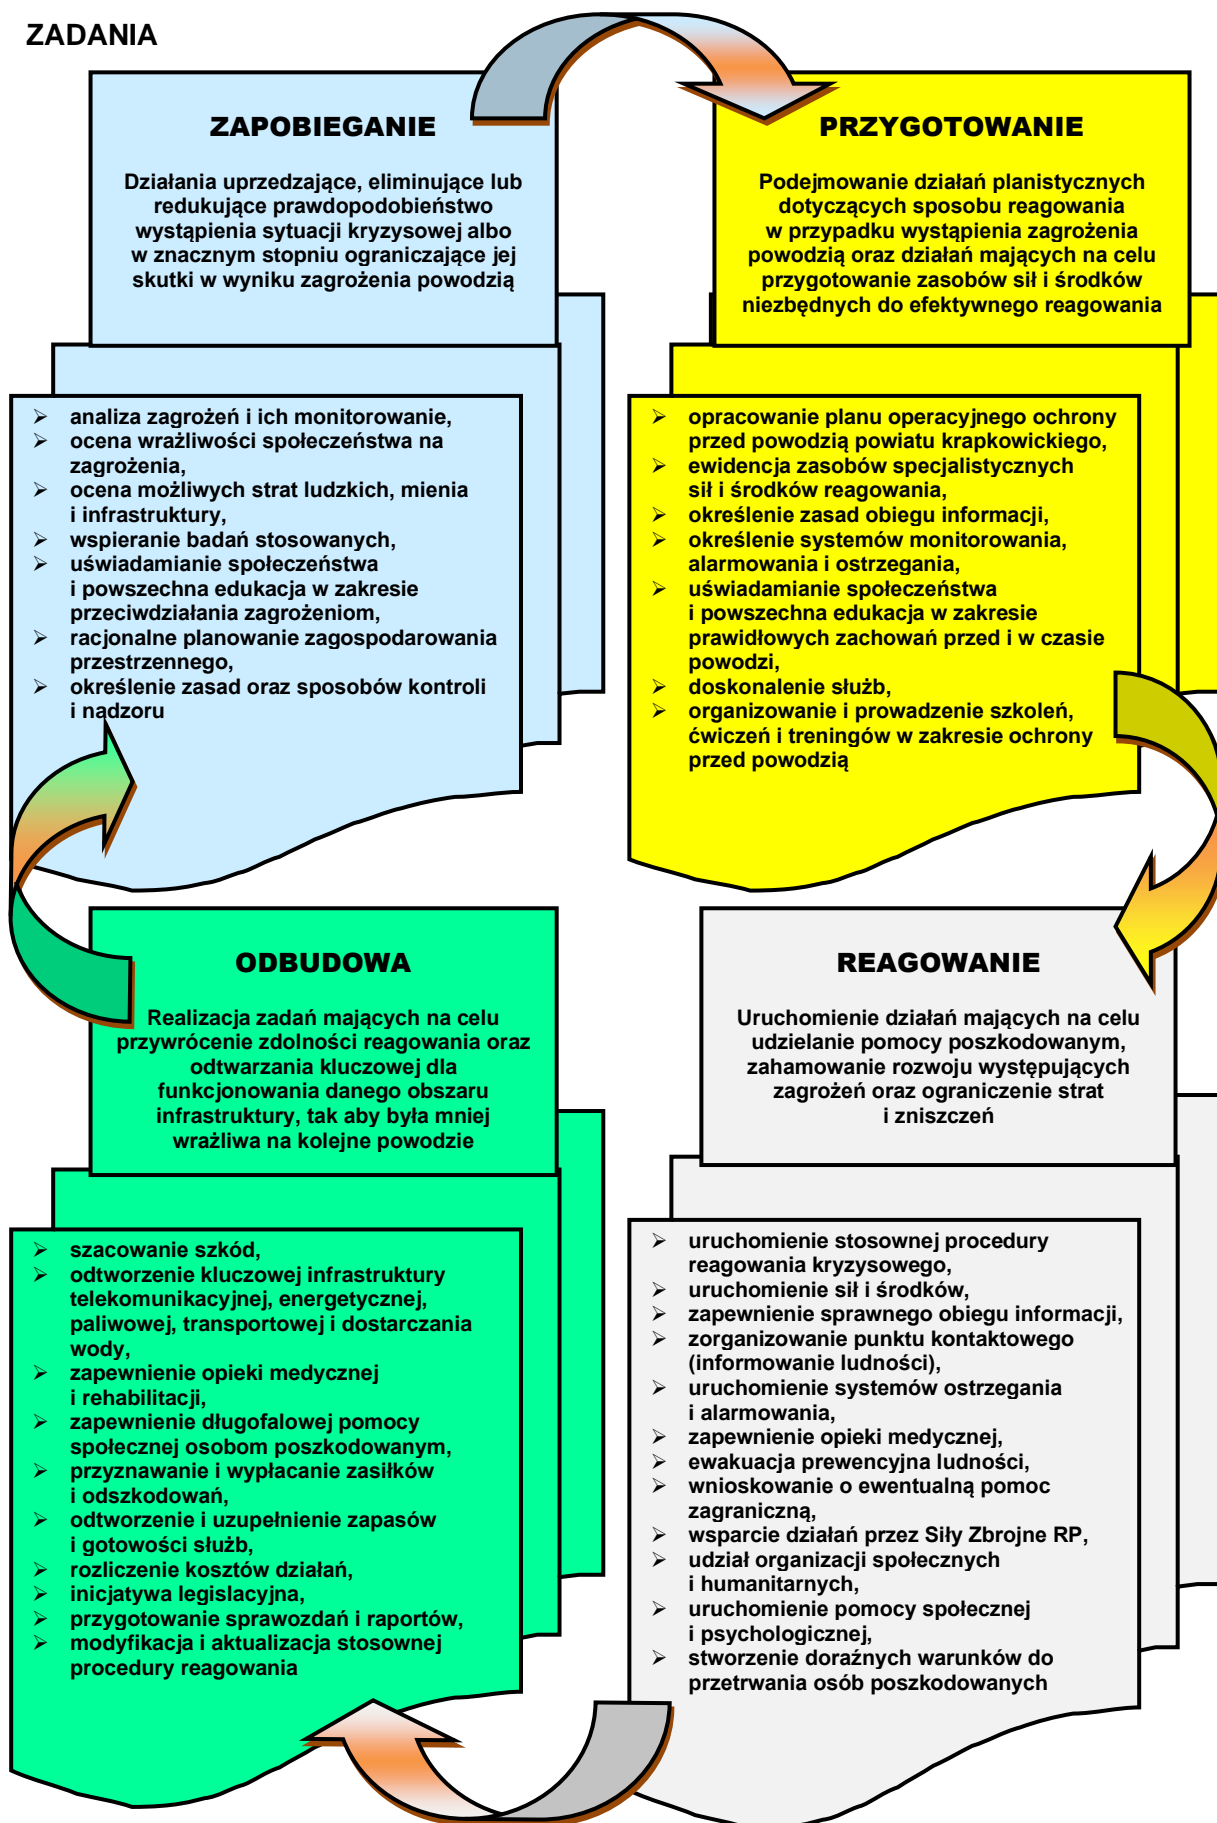 ZADANIA
ZAPOBIEGANIE
Działania uprzedzające, eliminujące lub
redukujące prawdopodobieństwo
wystąpienia sytuacji kryzysowej albo
w znacznym stopniu ograniczające jej
skutki w wyniku zagrożenia powodzią
➢ analiza zagrożeń i ich monitorowanie,
➢ ocena wrażliwości społeczeństwa na
zagrożenia,
➢ ocena możliwych strat ludzkich, mienia
i infrastruktury,
➢ wspieranie badań stosowanych,
➢ uświadamianie społeczeństwa
i powszechna edukacja w zakresie
przeciwdziałania zagrożeniom,
➢ racjonalne planowanie zagospodarowania
przestrzennego,
➢ określenie zasad oraz sposobów kontroli
i nadzoru
PRZYGOTOWANIE
Podejmowanie działań planistycznych
dotyczących sposobu reagowania
w przypadku wystąpienia zagrożenia
powodzią oraz działań mających na celu
przygotowanie zasobów sił i środków
niezbędnych do efektywnego reagowania
➢ opracowanie planu operacyjnego ochrony
przed powodzią powiatu krapkowickiego,
➢ ewidencja zasobów specjalistycznych
sił i środków reagowania,
➢ określenie zasad obiegu informacji,
➢ określenie systemów monitorowania,
alarmowania i ostrzegania,
➢ uświadamianie społeczeństwa
i powszechna edukacja w zakresie
prawidłowych zachowań przed i w czasie
powodzi,
➢ doskonalenie służb,
➢ organizowanie i prowadzenie szkoleń,
ćwiczeń i treningów w zakresie ochrony
przed powodzią
ODBUDOWA
Realizacja zadań mających na celu
przywrócenie zdolności reagowania oraz
odtwarzania kluczowej dla
funkcjonowania danego obszaru
infrastruktury, tak aby była mniej
wrażliwa na kolejne powodzie
➢ szacowanie szkód,
➢ odtworzenie kluczowej infrastruktury
telekomunikacyjnej, energetycznej,
paliwowej, transportowej i dostarczania
wody,
➢ zapewnienie opieki medycznej
i rehabilitacji,
➢ zapewnienie długofalowej pomocy
społecznej osobom poszkodowanym,
➢ przyznawanie i wypłacanie zasiłków
i odszkodowań,
➢ odtworzenie i uzupełnienie zapasów
i gotowości służb,
➢ rozliczenie kosztów działań,
➢ inicjatywa legislacyjna,
➢ przygotowanie sprawozdań i raportów,
➢ modyfikacja i aktualizacja stosownej
procedury reagowania
REAGOWANIE
Uruchomienie działań mających na celu
udzielanie pomocy poszkodowanym,
zahamowanie rozwoju występujących
zagrożeń oraz ograniczenie strat
i zniszczeń
➢ uruchomienie stosownej procedury
reagowania kryzysowego,
➢ uruchomienie sił i środków,
➢ zapewnienie sprawnego obiegu informacji,
➢ zorganizowanie punktu kontaktowego
(informowanie ludności),
➢ uruchomienie systemów ostrzegania
i alarmowania,
➢ zapewnienie opieki medycznej,
➢ ewakuacja prewencyjna ludności,
➢ wnioskowanie o ewentualną pomoc
zagraniczną,
➢ wsparcie działań przez Siły Zbrojne RP,
➢ udział organizacji społecznych
i humanitarnych,
➢ uruchomienie pomocy społecznej
i psychologicznej,
➢ stworzenie doraźnych warunków do
przetrwania osób poszkodowanych